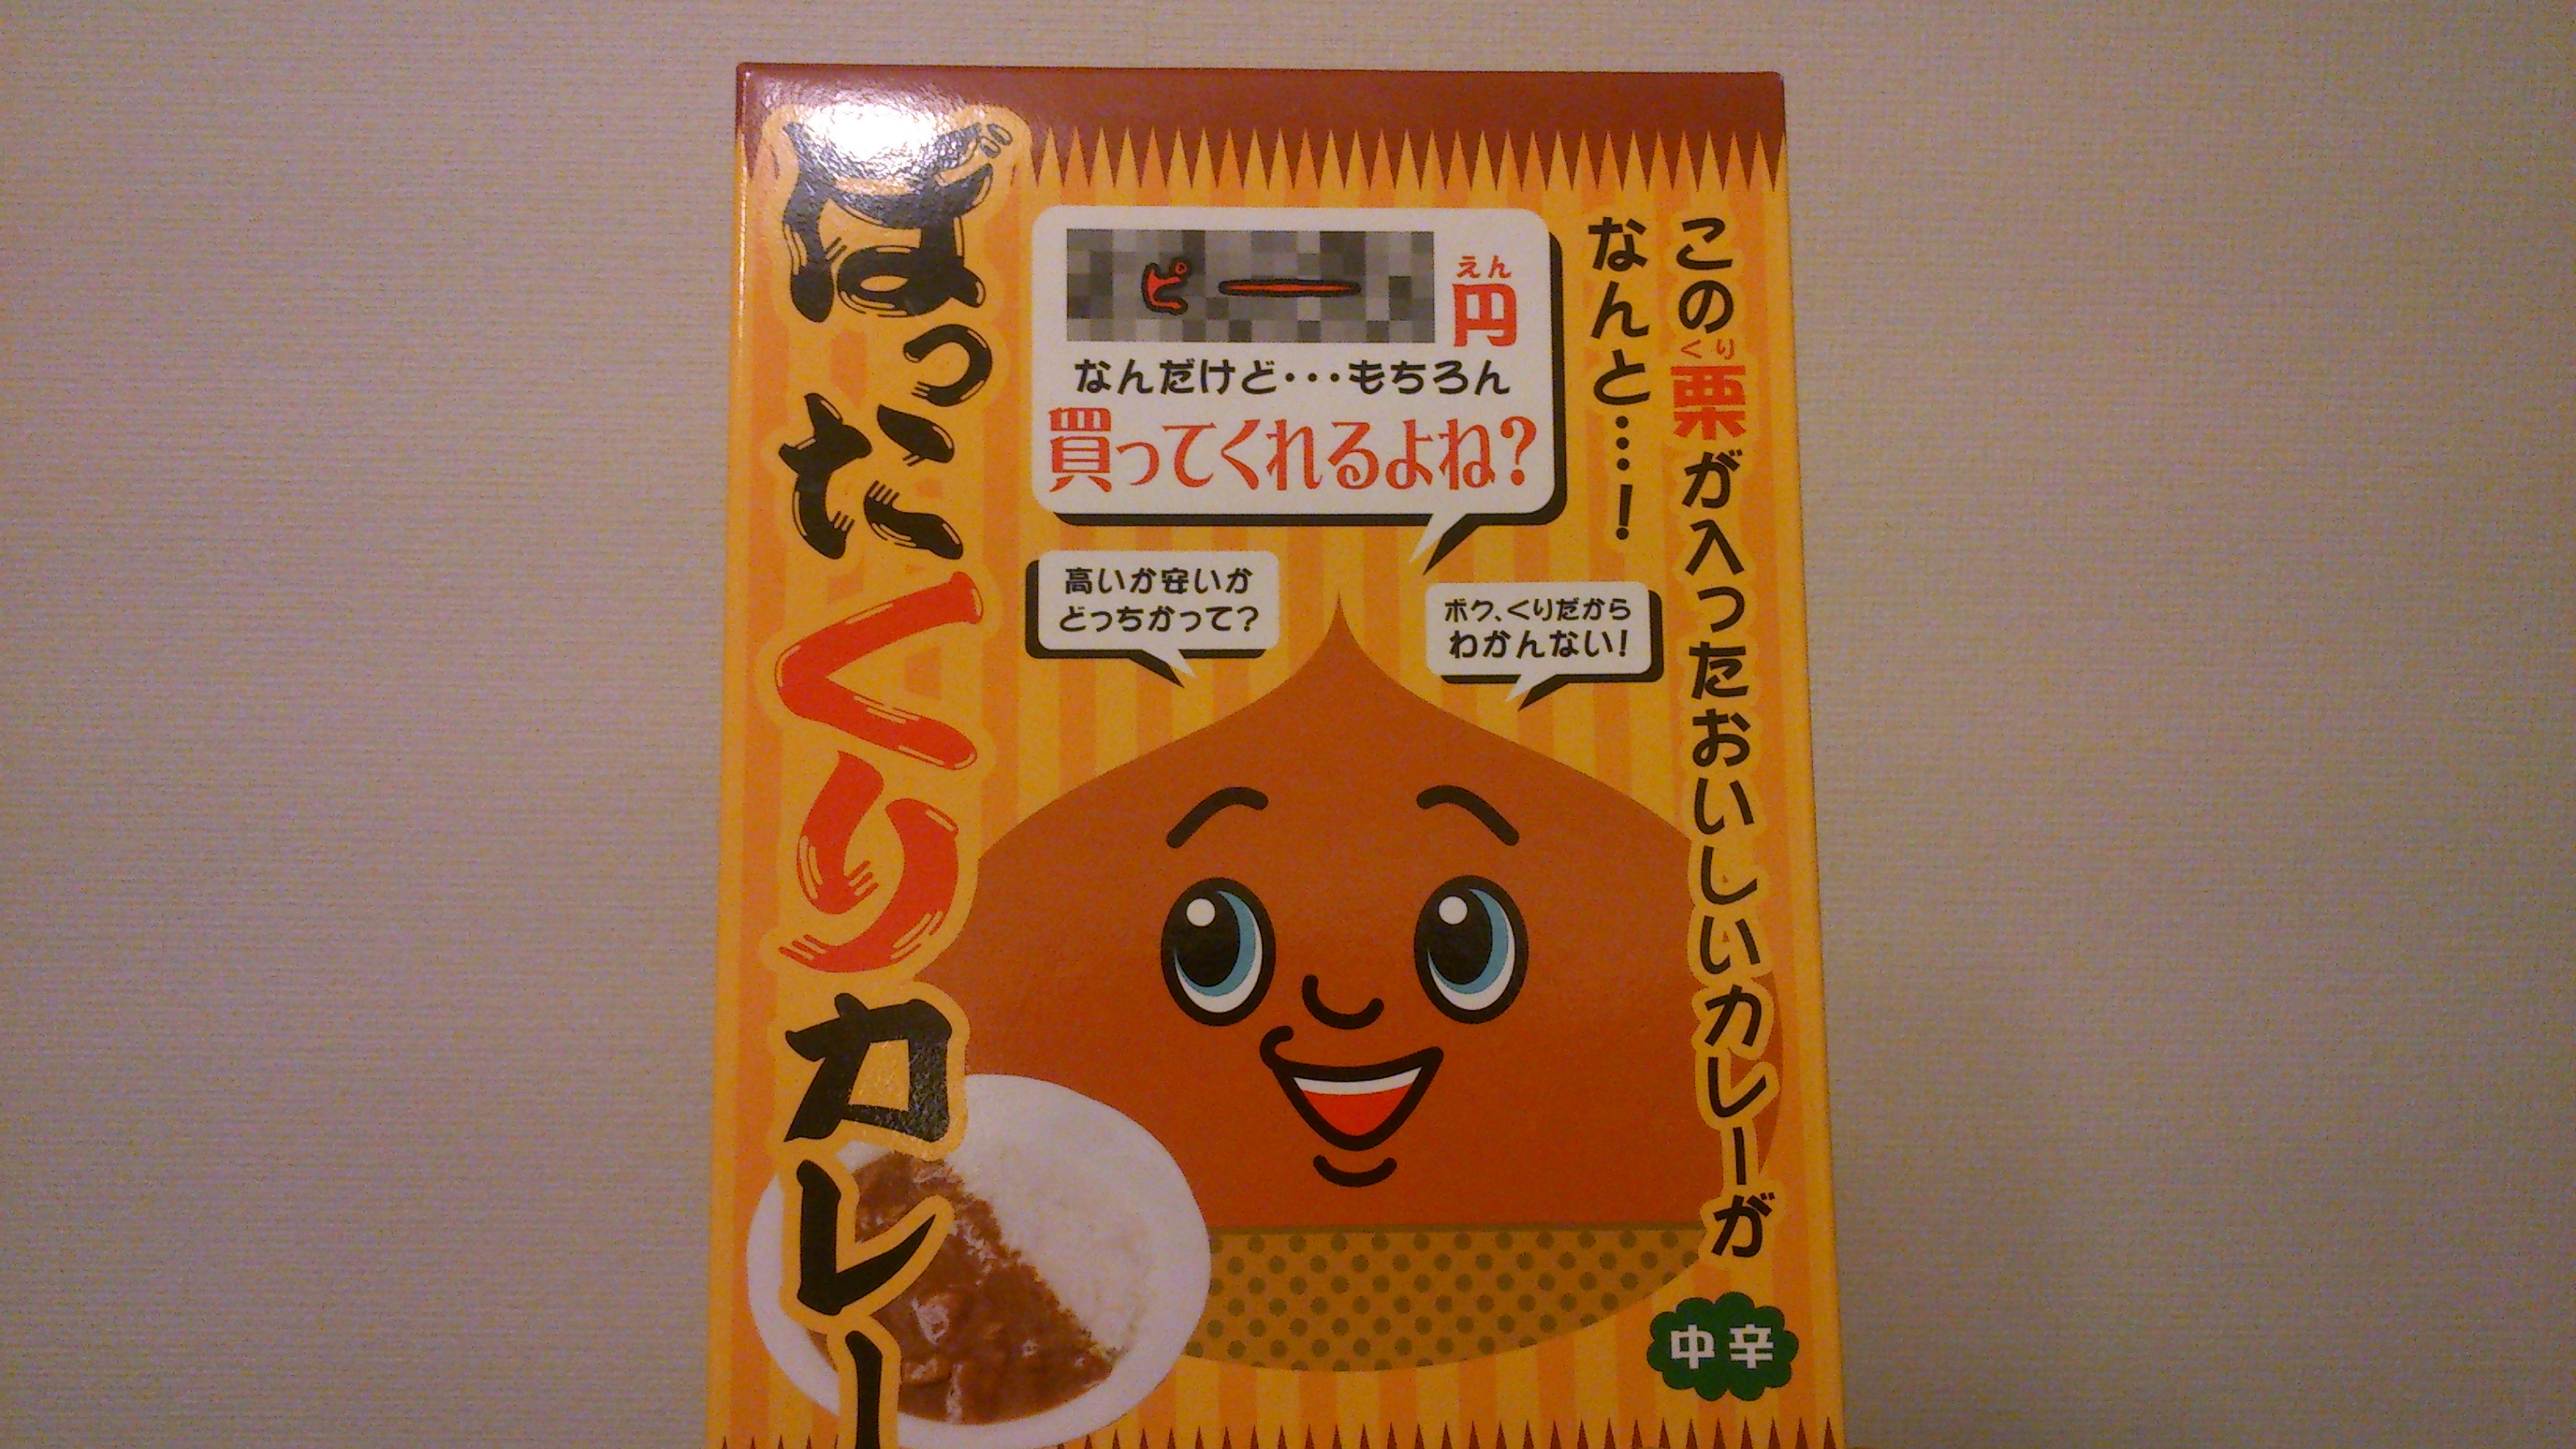 この栗が入ったおいしいカレーが
くり
なんと…!
ピー
えん
円
なんだけど･･･もちろん
買ってくれるよね?
高いか安いか
どっちかって?
ボク、くりだから
わかんない!
ぼったくりカレー
中辛